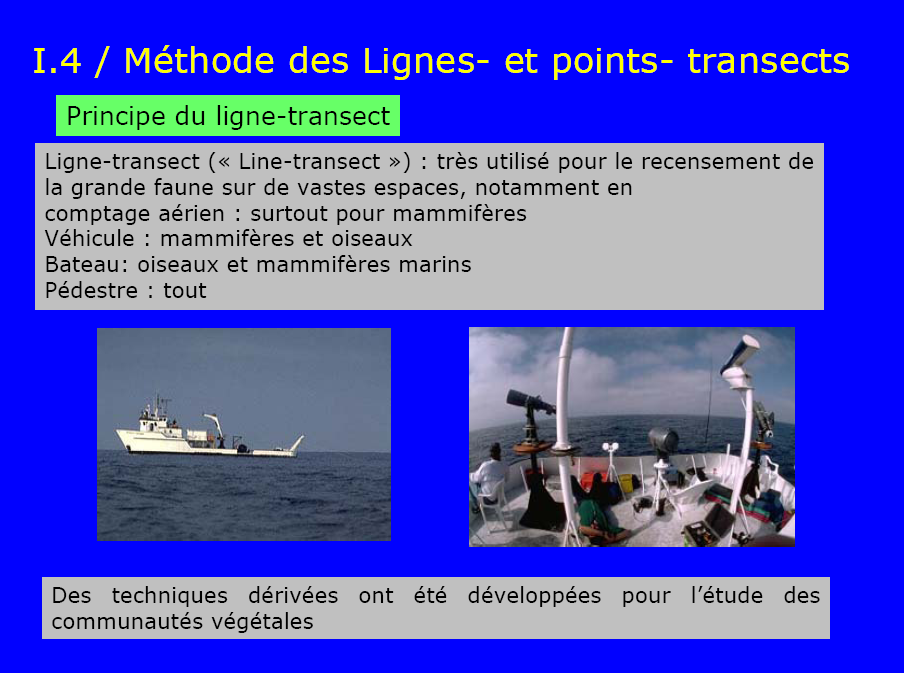 I.4 / Méthode des Lignes- et points- transects
Principe du ligne-transect
Ligne-transect (« Line-transect ») : très utilisé pour le recensement de
la grande faune sur de vastes espaces, notamment en
comptage aérien : surtout pour mammifères
Véhicule : mammifères et oiseaux
Bateau: oiseaux et mammifères marins
Pédestre : tout
Des techniques dérivées ont été développées pour l’étude des
communautés végétales